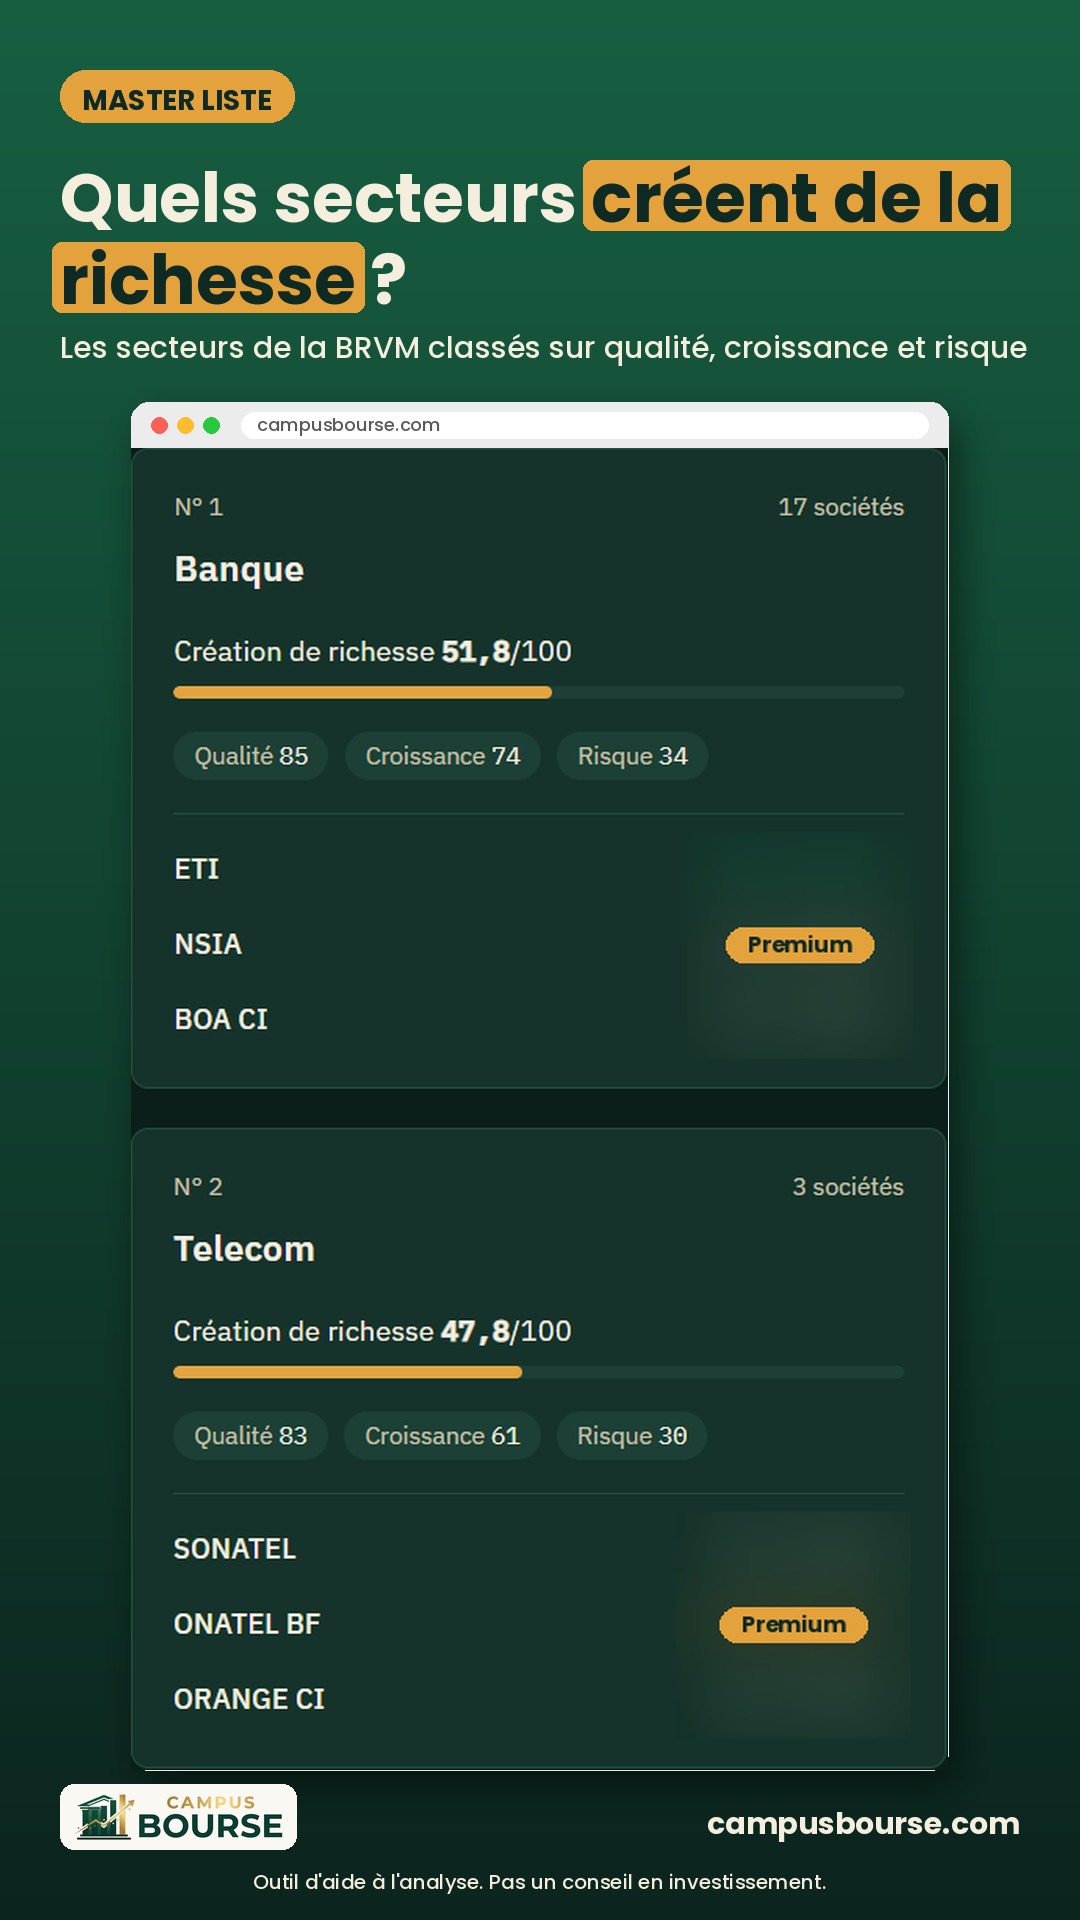 MASTER LISTE
Quels secteurs créent de la
richesse ?
Les secteurs de la BRVM classés sur qualité, croissance et risque
campusbourse.com
N° 1
17 sociétés
Banque
Création de richesse 51,8/100
Qualité 85
Croissance 74
Risque 34
ETI
NSIA
Premium
BOA CI
N° 2
3 sociétés
Telecom
Création de richesse 47,8/100
Qualité 83
Croissance 61
Risque 30
SONATEL
ONATEL BF
Premium
ORANGE CI
CAMPUS
BOURSE
campusbourse.com
Outil d'aide à l'analyse. Pas un conseil en investissement.